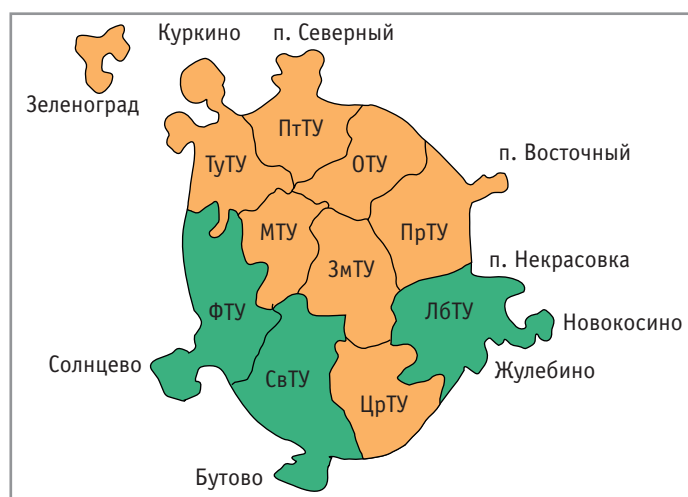 Куркино
п. Северный
Зеленоград
ПтТУ
ТуТУ
ОТУ
п. Восточный
МТУ
ПрТУ
ЗмТУ
п. Некрасовка
ФТУ
ЛбТУ
Новокосино
Солнцево
СвТУ
Жулебино
ЦрТУ
Бутово